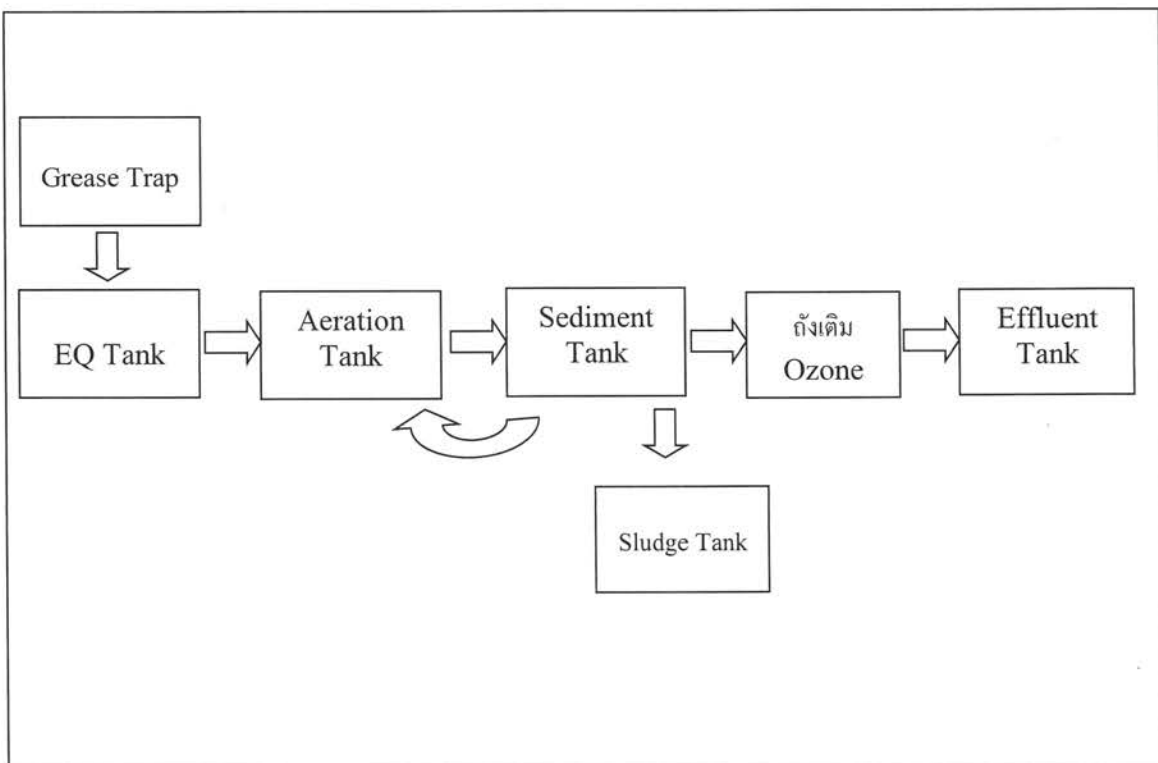 Grease Trap
EQ Tank
Aeration
Tank
Sediment
Tank
ถังเติม
Ozone
Effluent
Tank
Sludge Tank